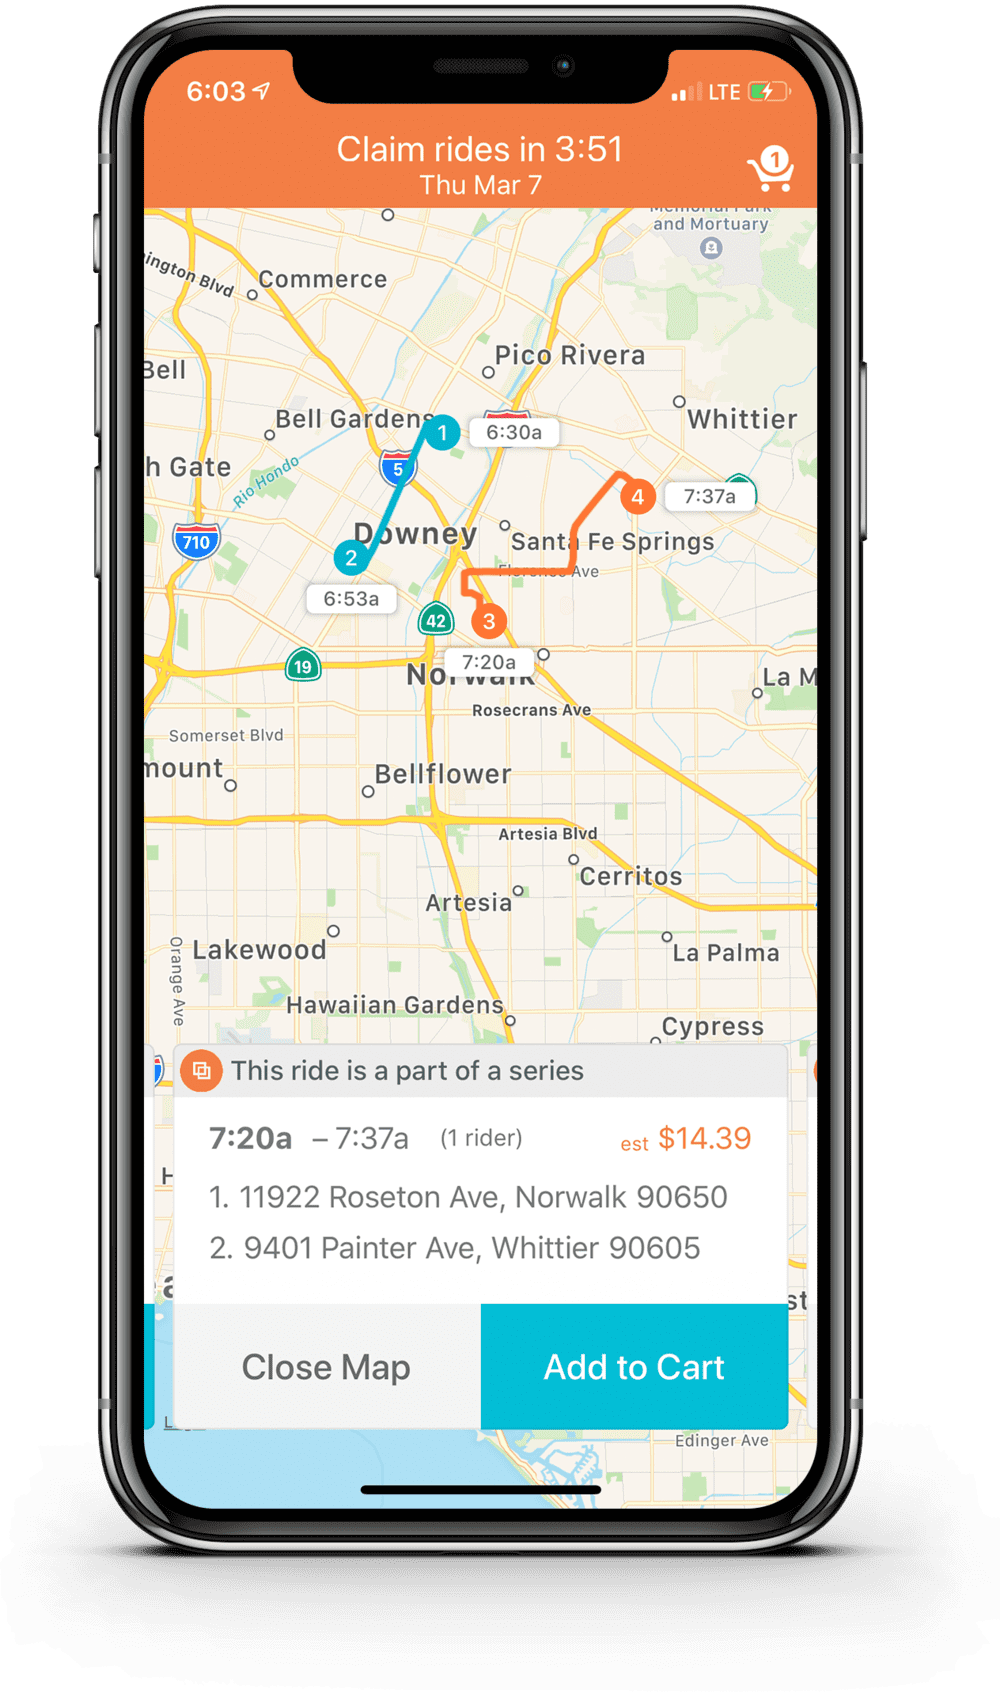 6:03
LTE
Claim rides in 3:51
Thu Mar 7
1
Memorial Park
and Mortuary
ington Blvd
Commerce
Pico Rivera
Bell
Bell Gardens
1
6:30a
Whittier
h Gate
5
Rio Hondo
4
7:37a
710
Downey
Santa Fe Springs
2
Florence Ave
6:53a
42
3
19
7:20a
Norwalk
La M
Rosecrans Ave
Somerset Blvd
mount
Bellflower
Artesia Blvd
Cerritos
Artesia
Lakewood
Orange Ave
La Palma
Hawaiian Gardens
Cypress
This ride is a part of a series
7:20a – 7:37a (1 rider) est $14.39
H
1. 11922 Roseton Ave, Norwalk 90650
2. 9401 Painter Ave, Whittier 90605
st
Close Map
Add to Cart
Edinger Ave